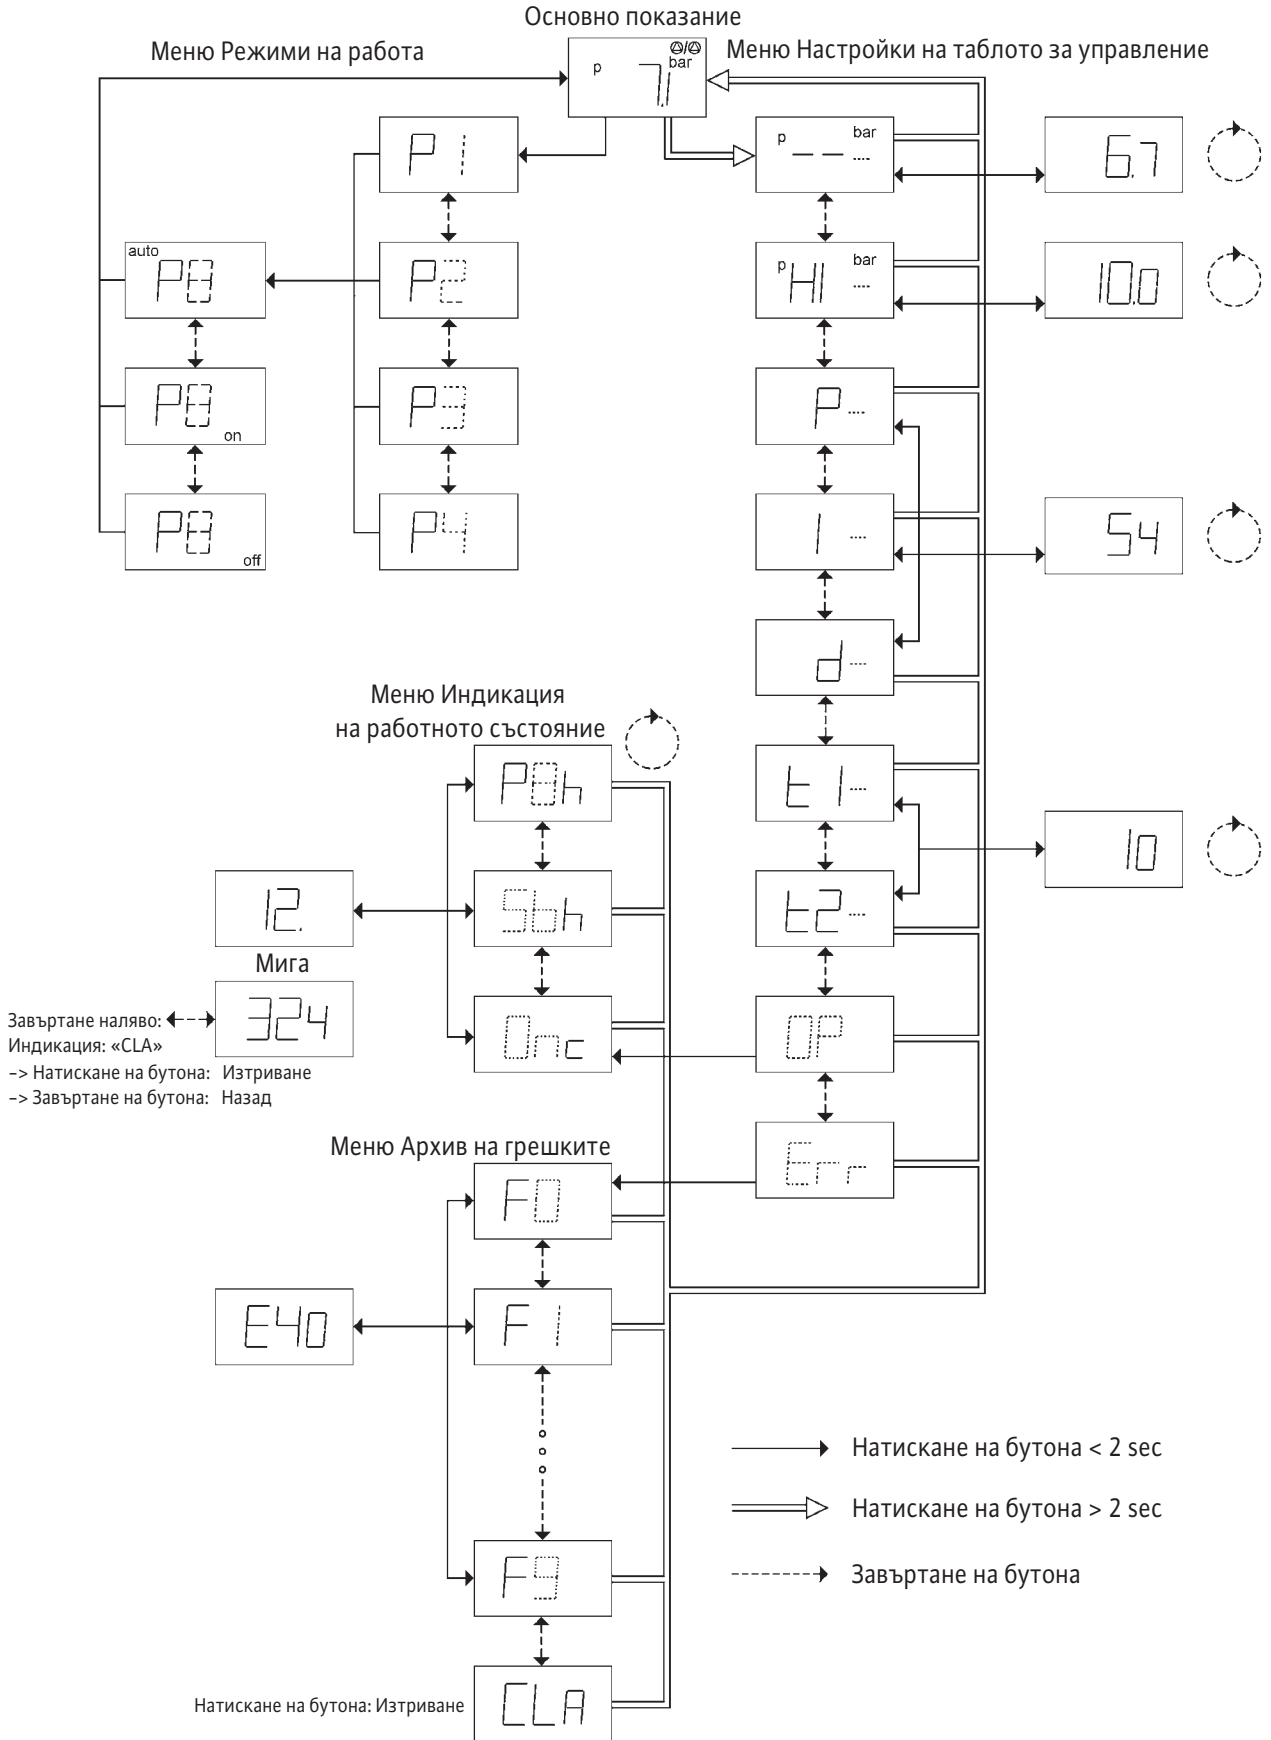 Основно показание
Меню Режими на работа
Меню Настройки на таблото за управление
p 7,1 bar
P1
p -- bar
6.7
auto P8
P2
p HI bar
10,0
P8 on
P3
P
P8 off
P4
I
54
d
Меню Индикация
на работното състояние
P8h
t1
10
12.
Sbh
t2
Мига
324
Завъртане наляво:
Индикация: «CLA»
–> Натискане на бутона: Изтриване
–> Завъртане на бутона: Назад
Onc
OP
Меню Архив на грешките
Err
F0
E40
F1
Натискане на бутона < 2 sec
Натискане на бутона > 2 sec
Завъртане на бутона
F9
Натискане на бутона: Изтриване
CLA